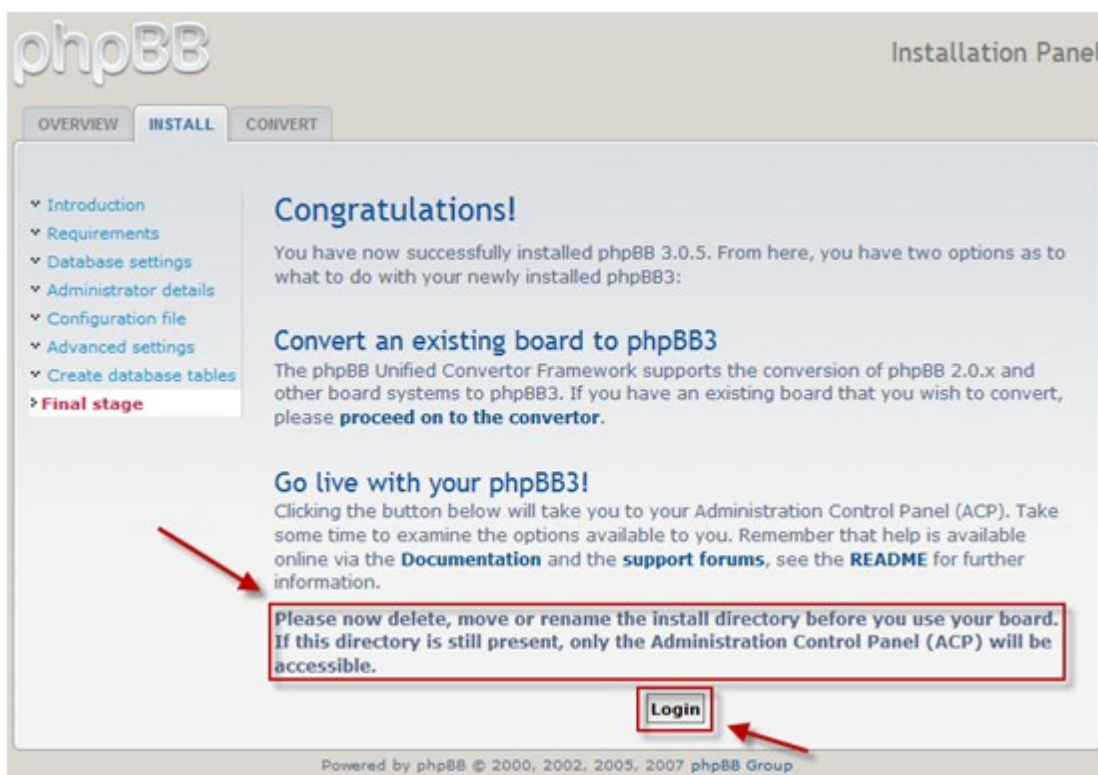 phpBB
Installation Panel
OVERVIEW INSTALL CONVERT
Introduction
Requirements
Database settings
Administrator details
Configuration file
Advanced settings
Create database tables
Final stage
Congratulations!
You have now successfully installed phpBB 3.0.5. From here, you have two options as to
what to do with your newly installed phpBB3:
Convert an existing board to phpBB3
The phpBB Unified Convertor Framework supports the conversion of phpBB 2.0.x and
other board systems to phpBB3. If you have an existing board that you wish to convert,
please proceed on to the convertor.
Go live with your phpBB3!
Clicking the button below will take you to your Administration Control Panel (ACP). Take
some time to examine the options available to you. Remember that help is available
online via the Documentation and the support forums, see the README for further
information.
Please now delete, move or rename the install directory before you use your board.
If this directory is still present, only the Administration Control Panel (ACP) will be
accessible.
Login
Powered by phpBB © 2000, 2002, 2005, 2007 phpBB Group